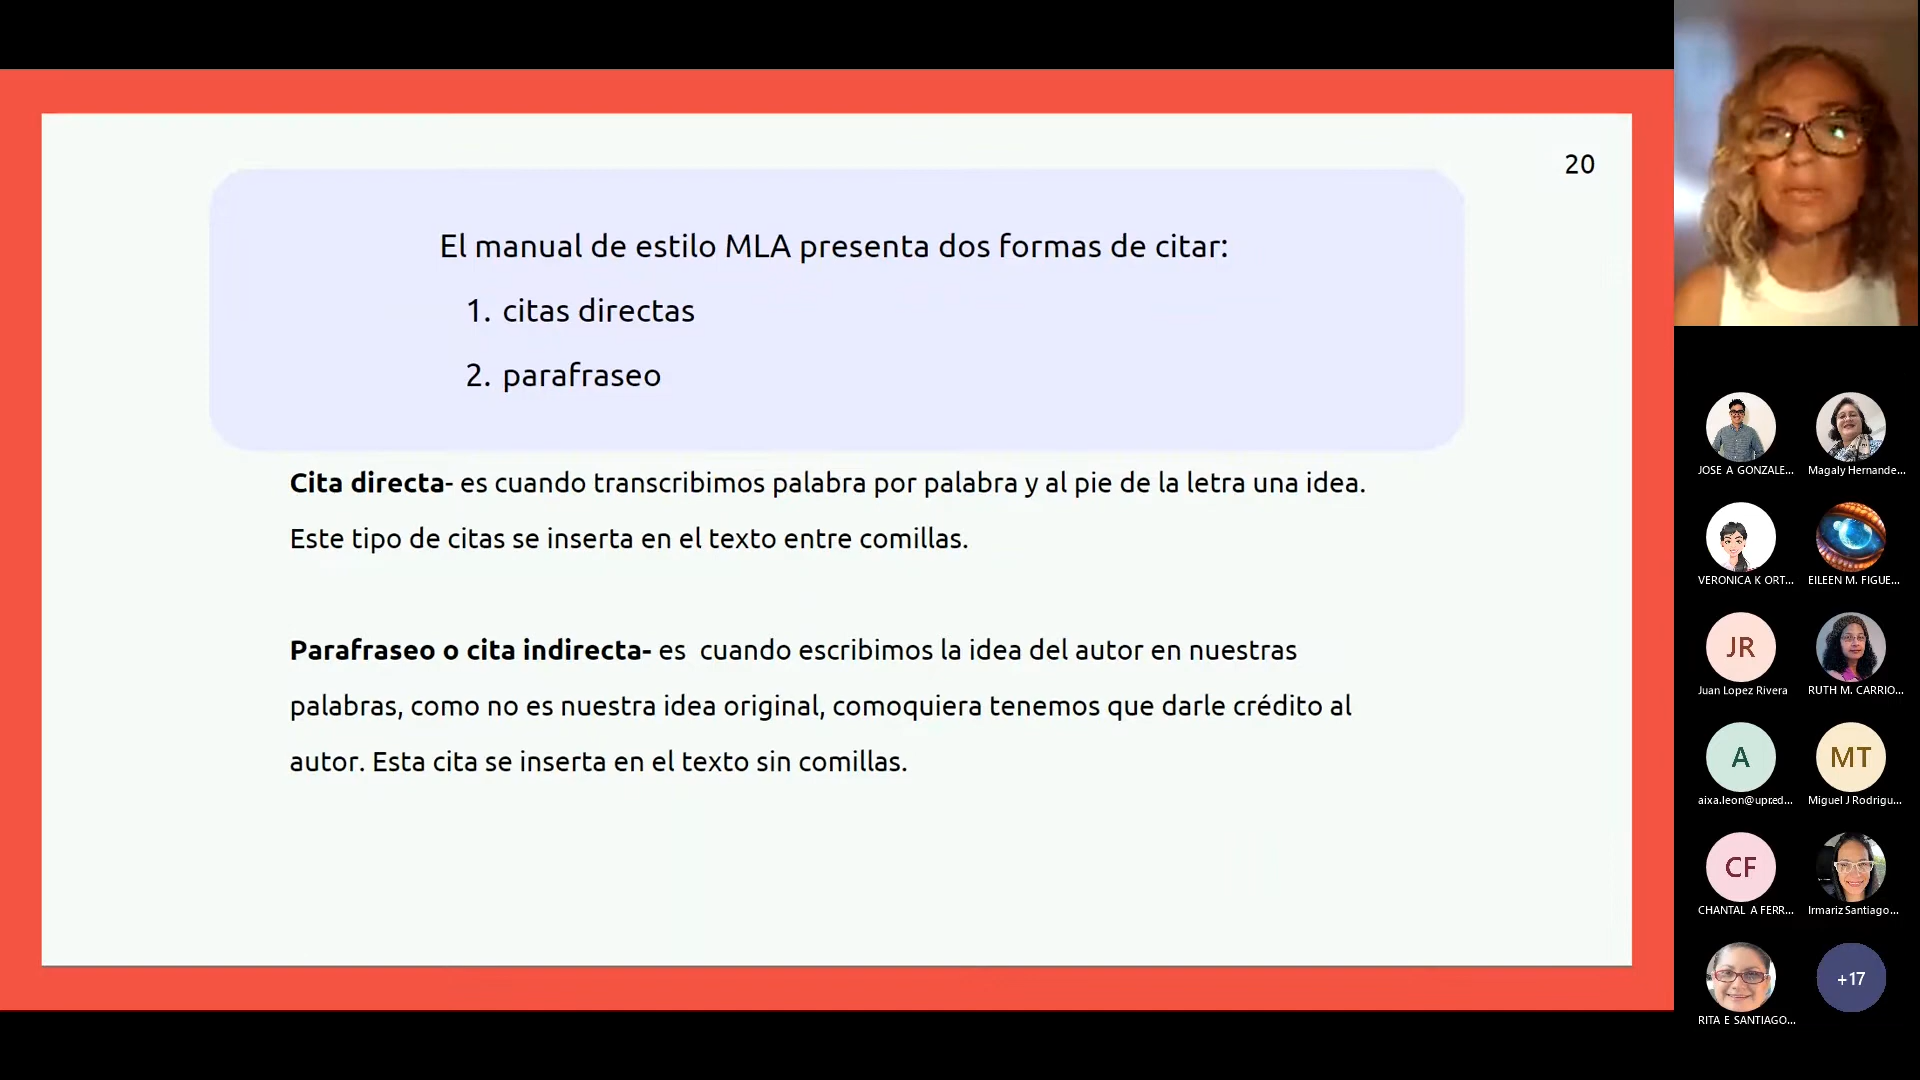 20
El manual de estilo MLA presenta dos formas de citar:
1. citas directas
2. parafraseo
Cita directa- es cuando transcribimos palabra por palabra y al pie de la letra una idea.
Este tipo de citas se inserta en el texto entre comillas.
Parafraseo o cita indirecta- es  cuando escribimos la idea del autor en nuestras
palabras, como no es nuestra idea original, comoquiera tenemos que darle crédito al
autor. Esta cita se inserta en el texto sin comillas.
JOSE A GONZALE...
Magaly Hernande...
VERONICA K ORT...
EILEEN M. FIGUE...
JR
Juan Lopez Rivera
RUTH M. CARRIO...
A
aixa.leon@upr.ed...
MT
Miguel J Rodrigu...
CF
CHANTAL A FERR...
Irmariz Santiago...
RITA E SANTIAGO...
+17